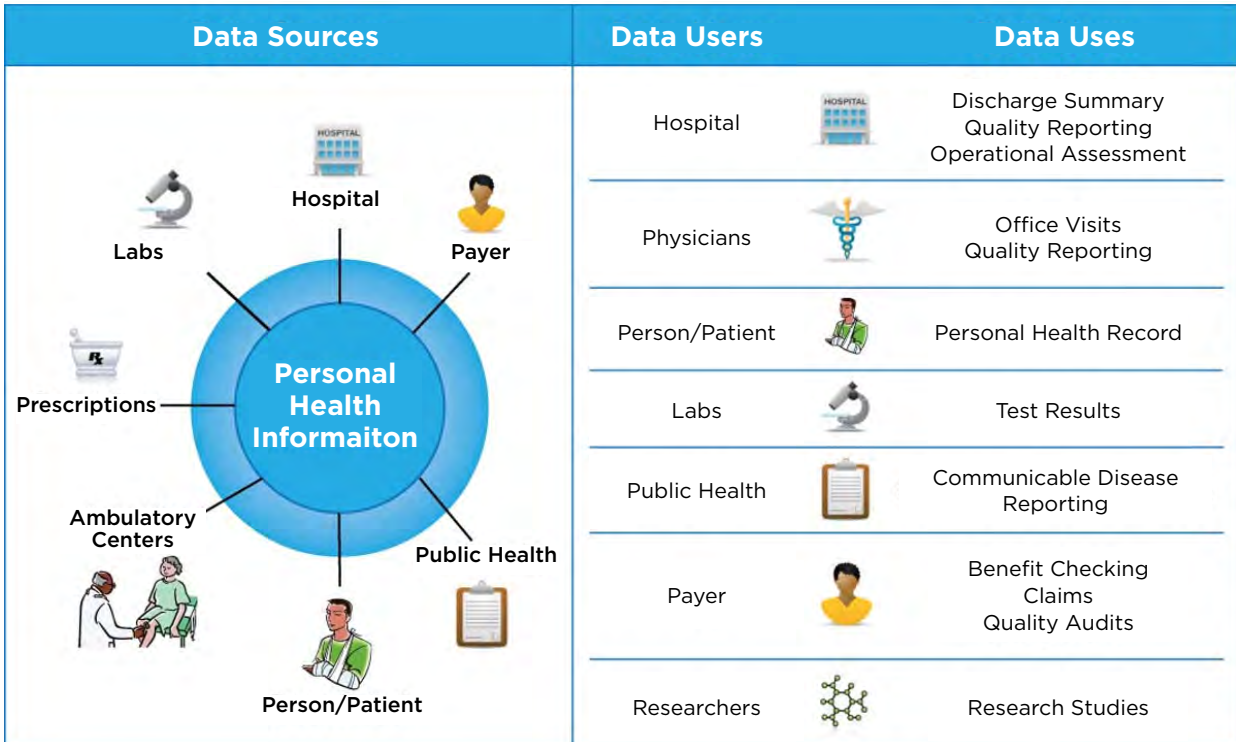 Data Sources
Data Users
Data Uses
HOSPITAL
Hospital
Labs
Payer
Rx
Prescriptions
Personal
Health
Informaiton
Ambulatory
Centers
Public Health
Person/Patient
Hospital
HOSPITAL
Discharge Summary
Quality Reporting
Operational Assessment
Physicians
Office Visits
Quality Reporting
Person/Patient
Personal Health Record
Labs
Test Results
Public Health
Communicable Disease
Reporting
Payer
Benefit Checking
Claims
Quality Audits
Researchers
Research Studies